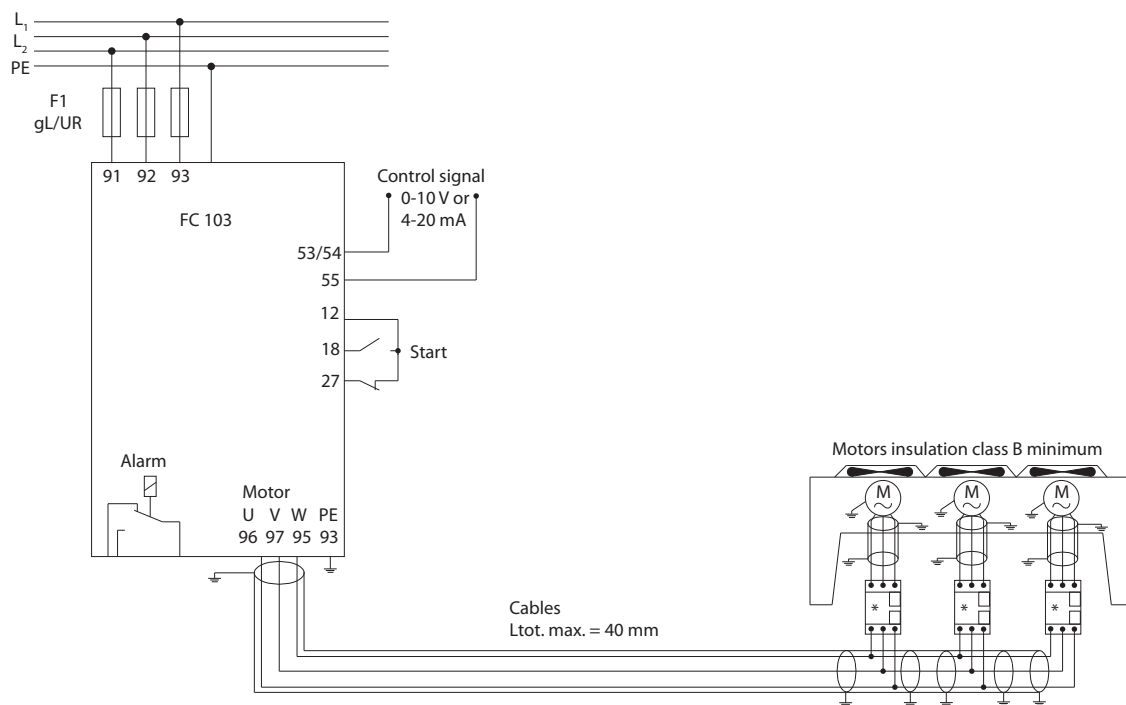 L1
L2
PE
F1
gL/UR
91 92 93
FC 103
Control signal
0-10 V or
4-20 mA
53/54
55
12
18
Start
27
Alarm
Motor
U V W PE
96 97 95 93
Cables
Ltot. max. = 40 mm
Motors insulation class B minimum
M M M
* * *